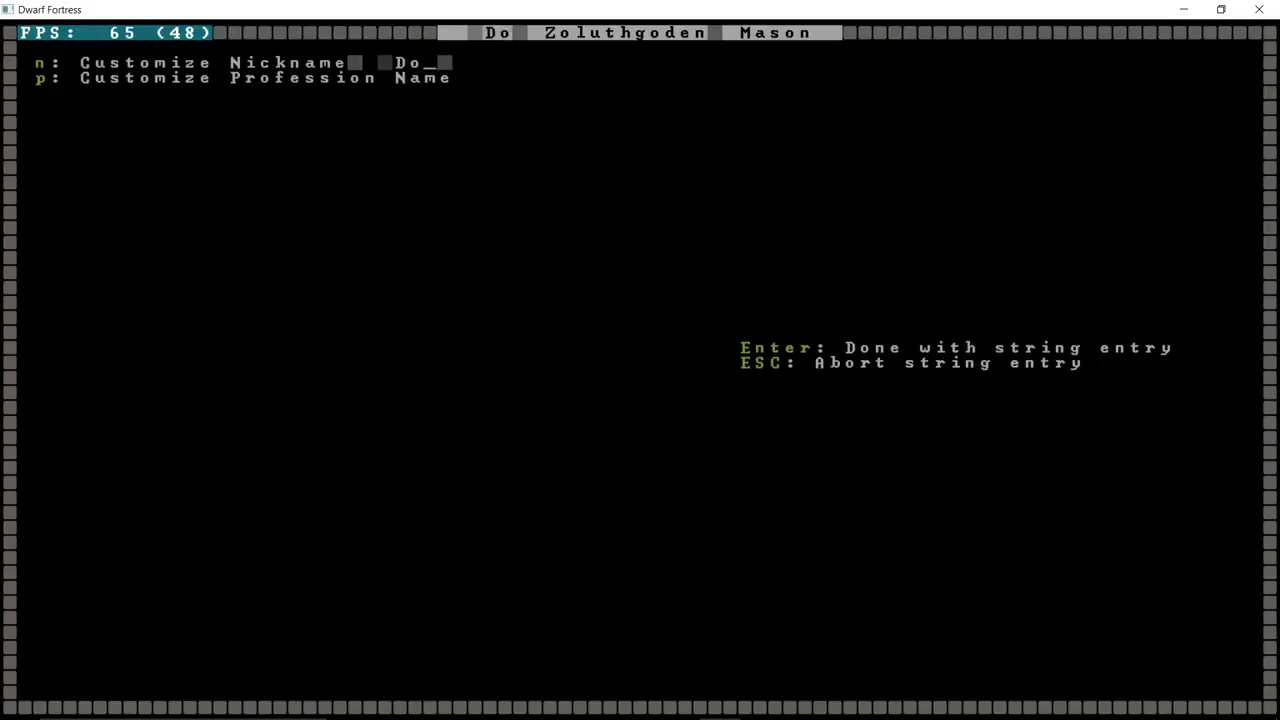 Dwarf Fortress
FPS: 65 (48) Do Zoluthgoden Mason
n: Customize Nickname Do_
p: Customize Profession Name
Enter: Done with string entry
ESC: Abort string entry